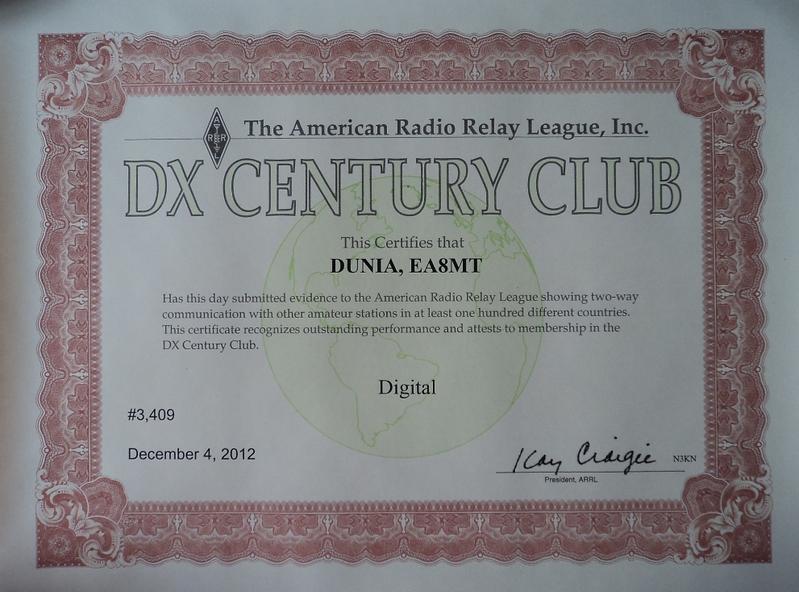 ARRL
The American Radio Relay League, Inc.
DX CENTURY CLUB
This Certifies that
DUNIA, EA8MT
Has this day submitted evidence to the American Radio Relay League showing two-way
communication with other amateur stations in at least one hundred different countries.
This certificate recognizes outstanding performance and attests to membership in the
DX Century Club.
Digital
#3,409
December 4, 2012
Kay Craigie N3KN
President, ARRL